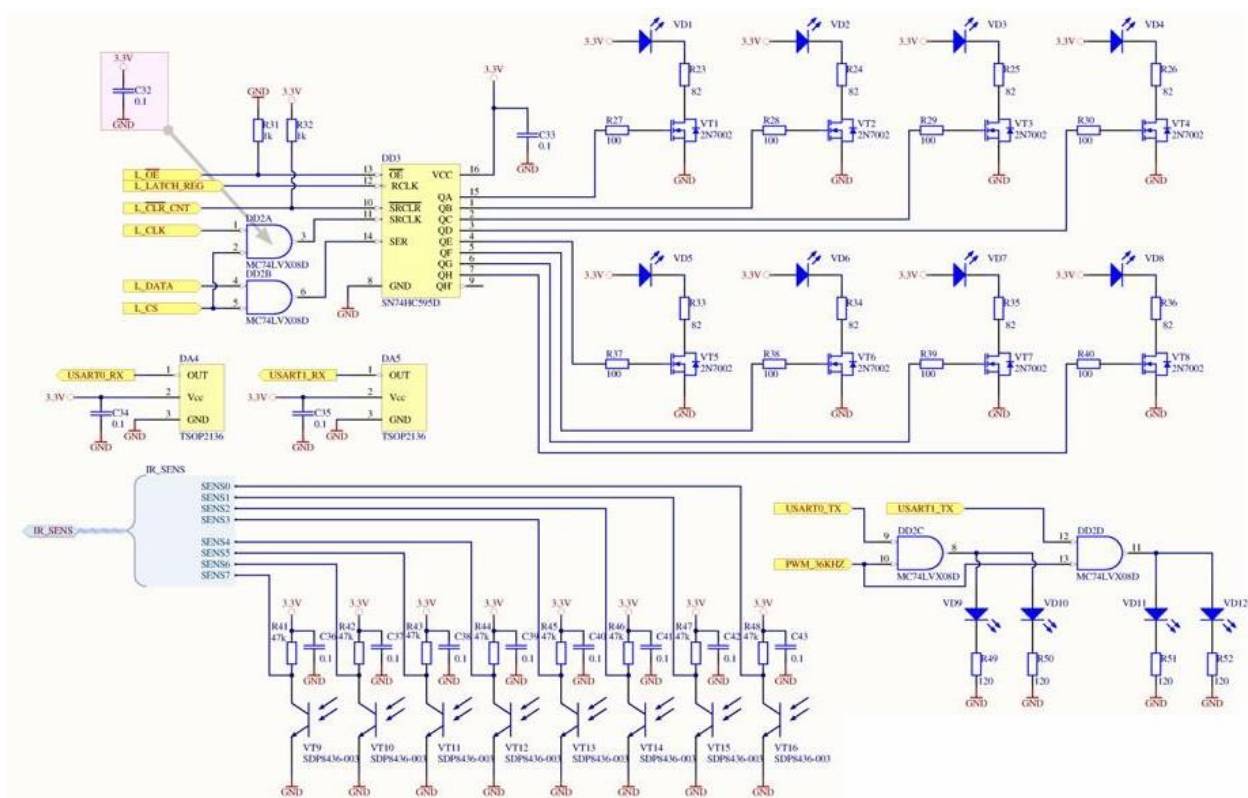 3.3V
C32
0.1
GND
GND
3.3V
R31
1k
R32
1k
3.3V
C33
0.1
GND
L_OE
L_LATCH_REG
L_CLR_CNT
L_CLK
L_DATA
L_CS
DD2A
1
2
3
MC74LVX08D
DD2B
4
5
6
MC74LVX08D
DD3
13 OE
12 RCLK
10 SRCLR
11 SRCLK
14 SER
8 GND
VCC 16
QA 15
QB 1
QC 2
QD 3
QE 4
QF 5
QG 6
QH 7
QH' 9
SN74HC595D
GND
3.3V VD1
R23
82
R27
100
VT1
2N7002
GND
3.3V VD2
R24
82
R28
100
VT2
2N7002
GND
3.3V VD3
R25
82
R29
100
VT3
2N7002
GND
3.3V VD4
R26
82
R30
100
VT4
2N7002
GND
3.3V VD5
R33
82
R37
100
VT5
2N7002
GND
3.3V VD6
R34
82
R38
100
VT6
2N7002
GND
3.3V VD7
R35
82
R39
100
VT7
2N7002
GND
3.3V VD8
R36
82
R40
100
VT8
2N7002
GND
DA4
USART0_RX 1 OUT
3.3V 2 Vcc
3 GND
C34
0.1
GND
GND
TSOP2136
DA5
USART1_RX 1 OUT
3.3V 2 Vcc
3 GND
C35
0.1
GND
GND
TSOP2136
IR_SENS
IR_SENS
SENS0
SENS1
SENS2
SENS3
SENS4
SENS5
SENS6
SENS7
3.3V 3.3V 3.3V 3.3V 3.3V 3.3V 3.3V 3.3V
R41 R42 R43 R44 R45 R46 R47 R48
47k 47k 47k 47k 47k 47k 47k 47k
C36 C37 C38 C39 C40 C41 C42 C43
0.1 0.1 0.1 0.1 0.1 0.1 0.1 0.1
GND GND GND GND GND GND GND GND
VT9 VT10 VT11 VT12 VT13 VT14 VT15 VT16
SDP8436-003 SDP8436-003 SDP8436-003 SDP8436-003 SDP8436-003 SDP8436-003 SDP8436-003 SDP8436-003
GND GND GND GND GND GND GND GND
USART0_TX
USART1_TX
PWM_36KHZ
DD2C
9
10
8
MC74LVX08D
DD2D
12
13
11
MC74LVX08D
VD9 VD10 VD11 VD12
R49 R50 R51 R52
120 120 120 120
GND GND GND GND